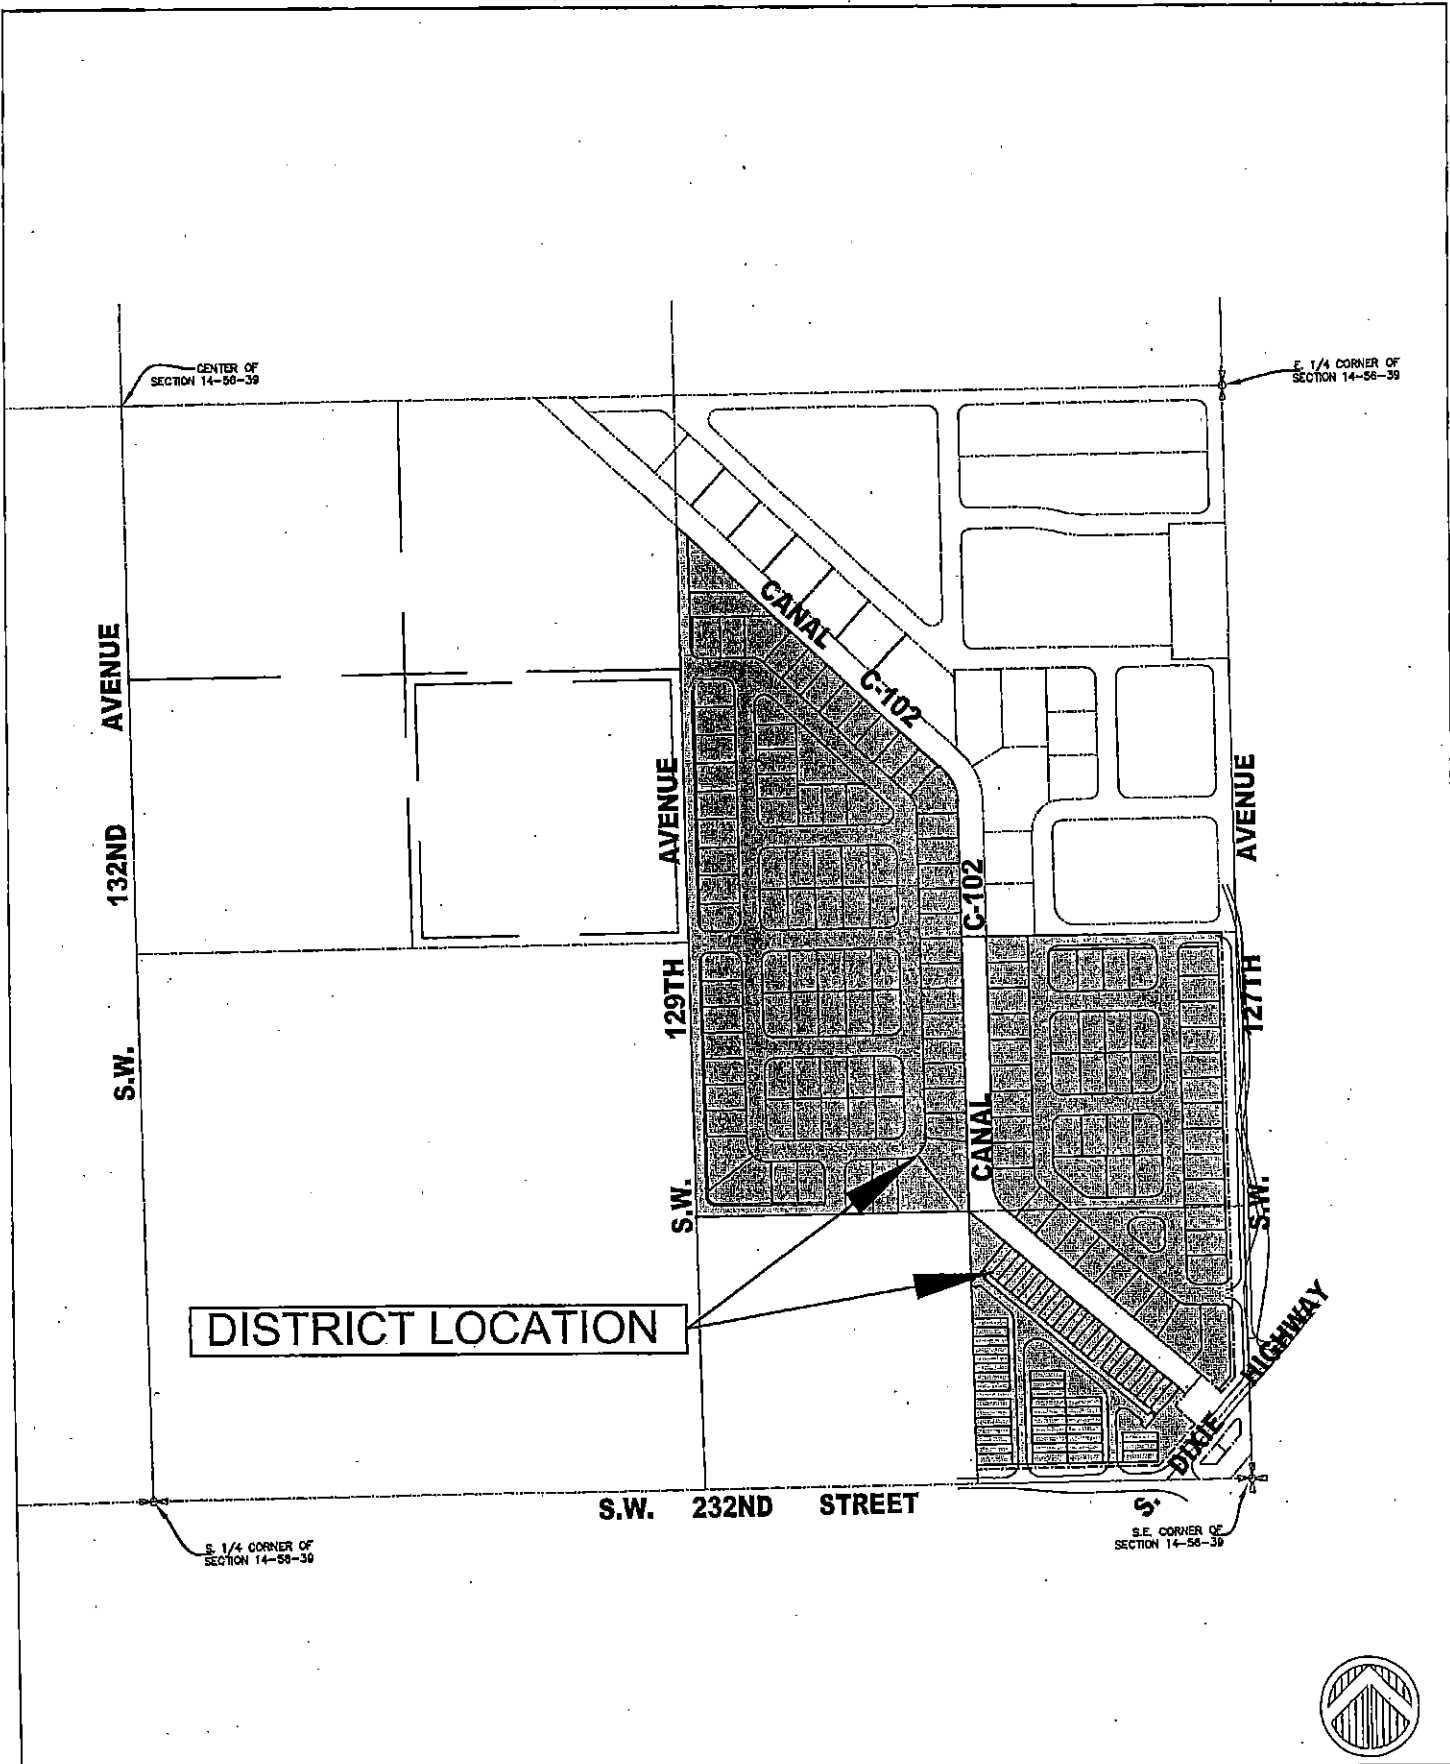 CENTER OF
SECTION 14-56-39
E. 1/4 CORNER OF
SECTION 14-56-39
CANAL C-102
S.W. 132ND AVENUE
S.W. 129TH AVENUE
CANAL C-102
S.W. 127TH AVENUE
DISTRICT LOCATION
S. DIXIE HIGHWAY
S.W. 232ND STREET
S. 1/4 CORNER OF
SECTION 14-56-39
S.E. CORNER OF
SECTION 14-56-39